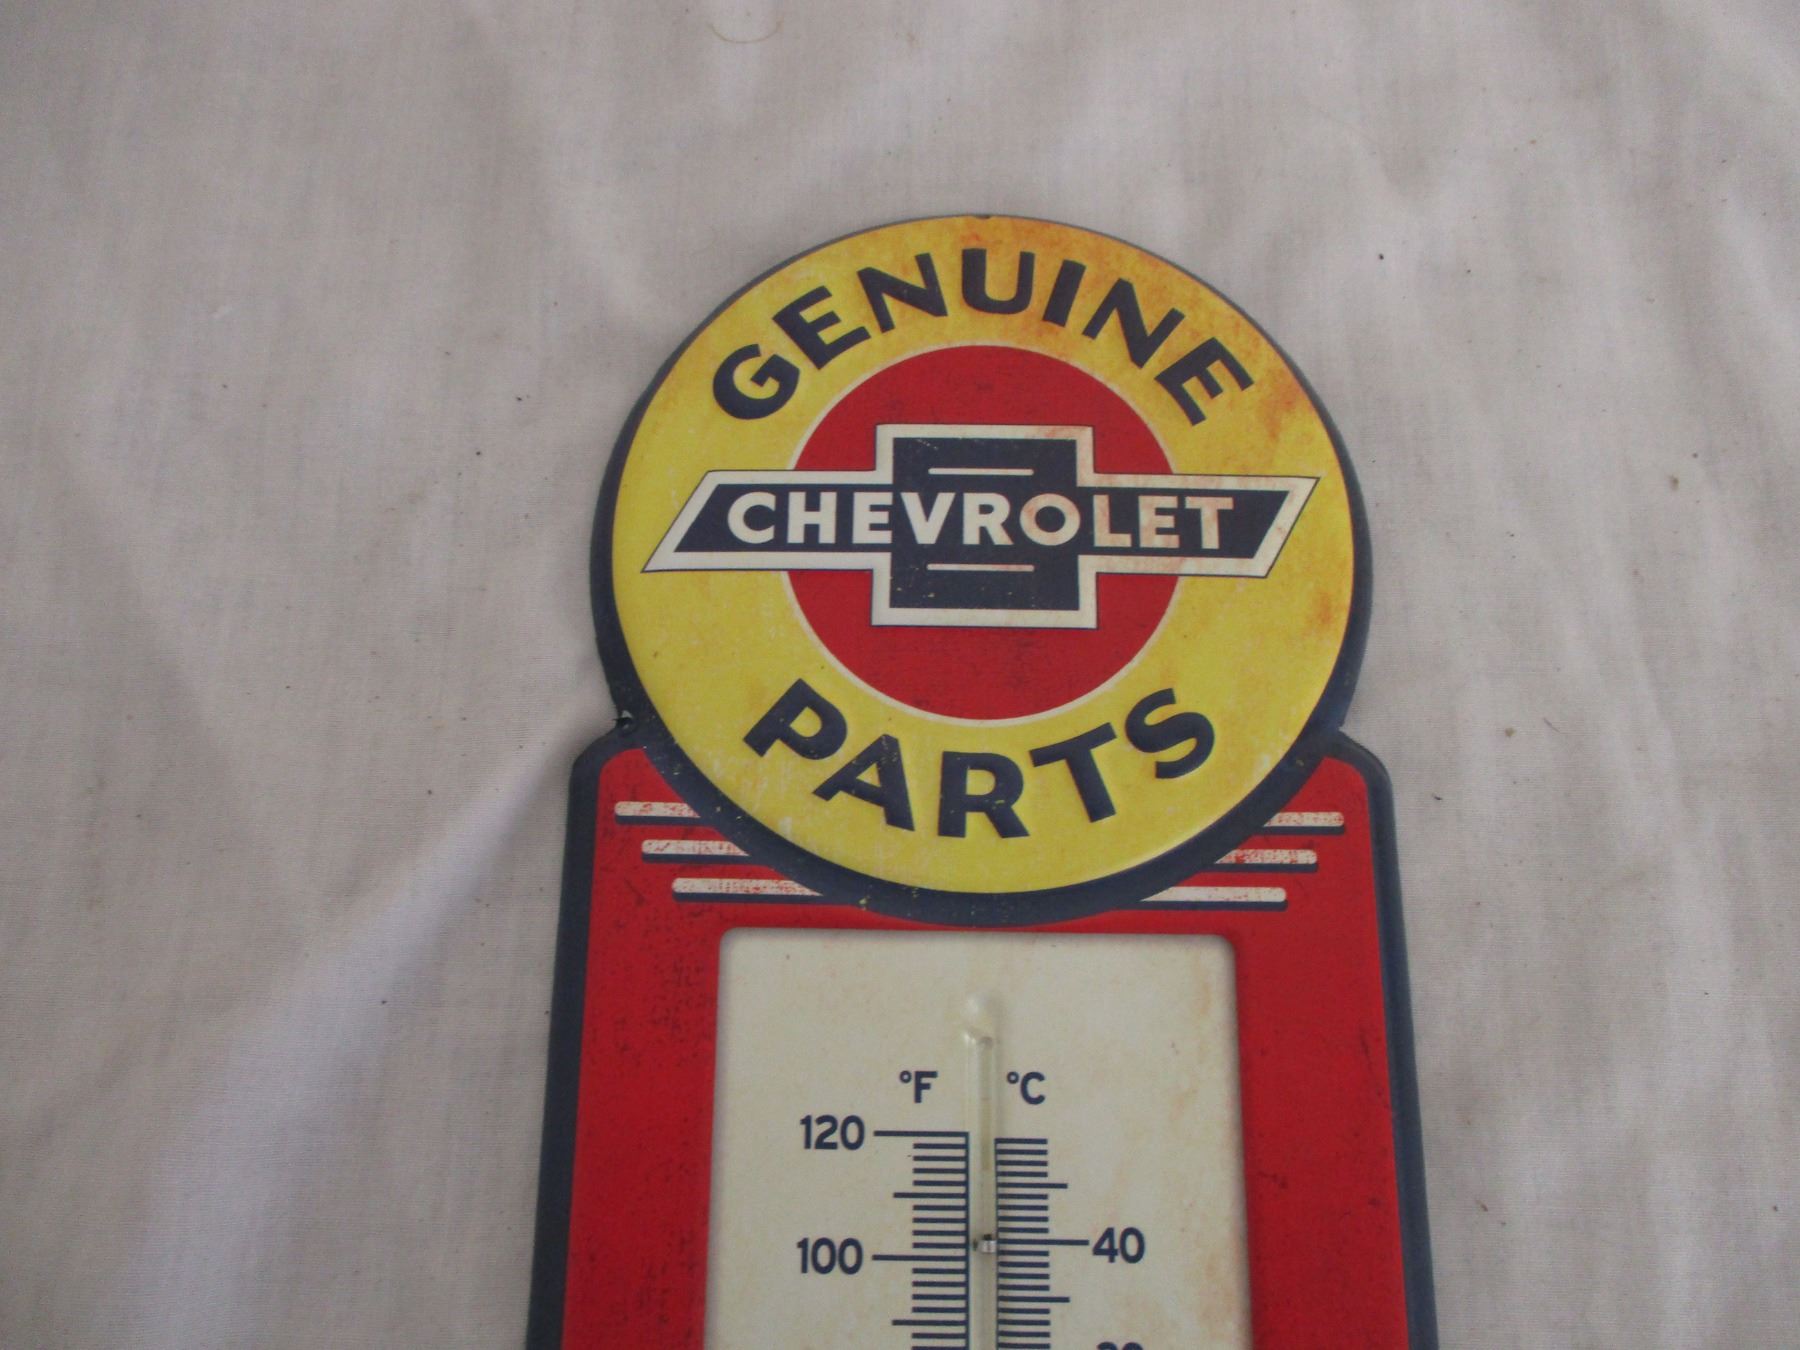 GENUINE
CHEVROLET
PARTS
°F °C
120
100 40